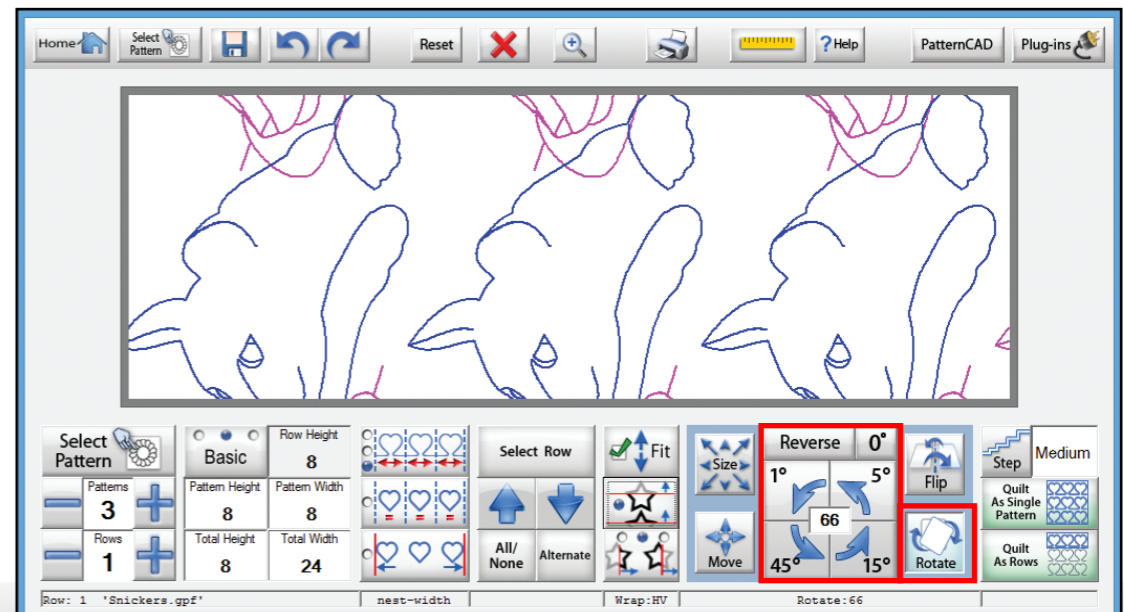 Home
Select
Pattern
Reset
? Help
PatternCAD
Plug-ins
Select
Pattern
Patterns
3
Rows
1
Basic
Row Height
8
Pattern Height
8
Pattern Width
8
Total Height
8
Total Width
24
Select Row
All/
None
Alternate
Fit
Size
Move
Reverse
0°
1°
5°
66
45°
15°
Flip
Rotate
Step
Medium
Quilt
As Single
Pattern
Quilt
As Rows
Row: 1 'Snickers.gpf'
nest-width
Wrap:HV
Rotate:66